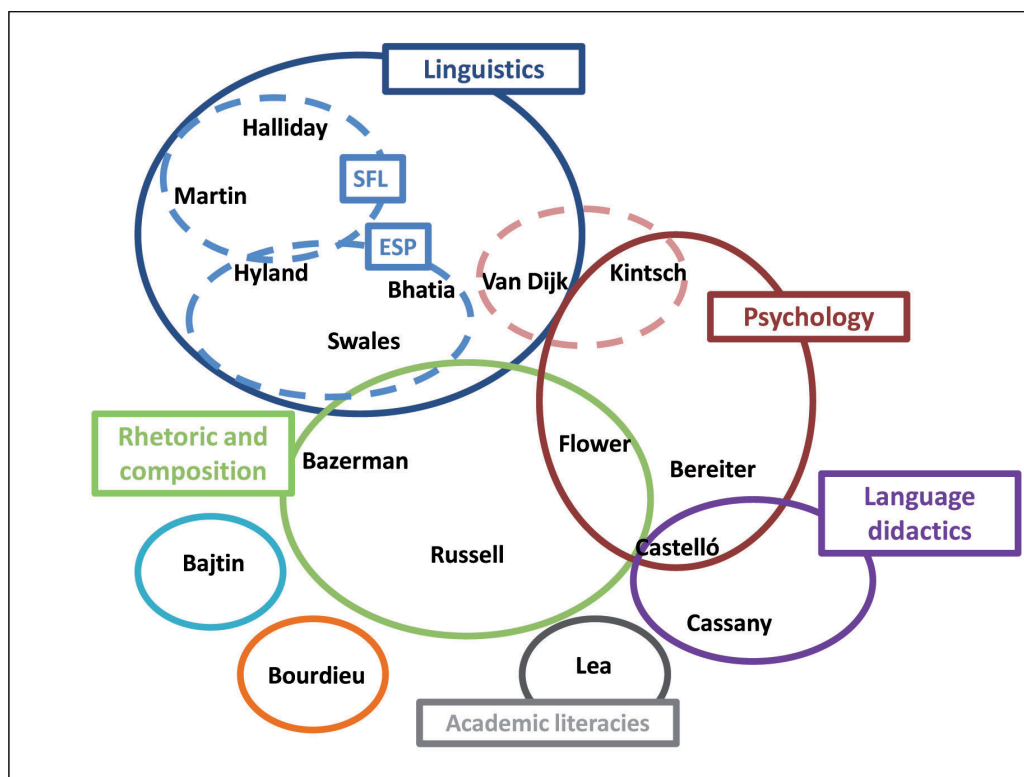 Linguistics
Halliday
SFL
Martin
ESP
Hyland
Bhatia
Van Dijk
Kintsch
Swales
Psychology
Rhetoric and
composition
Bazerman
Flower
Bereiter
Language
didactics
Bajtin
Russell
Castelló
Cassany
Bourdieu
Lea
Academic literacies